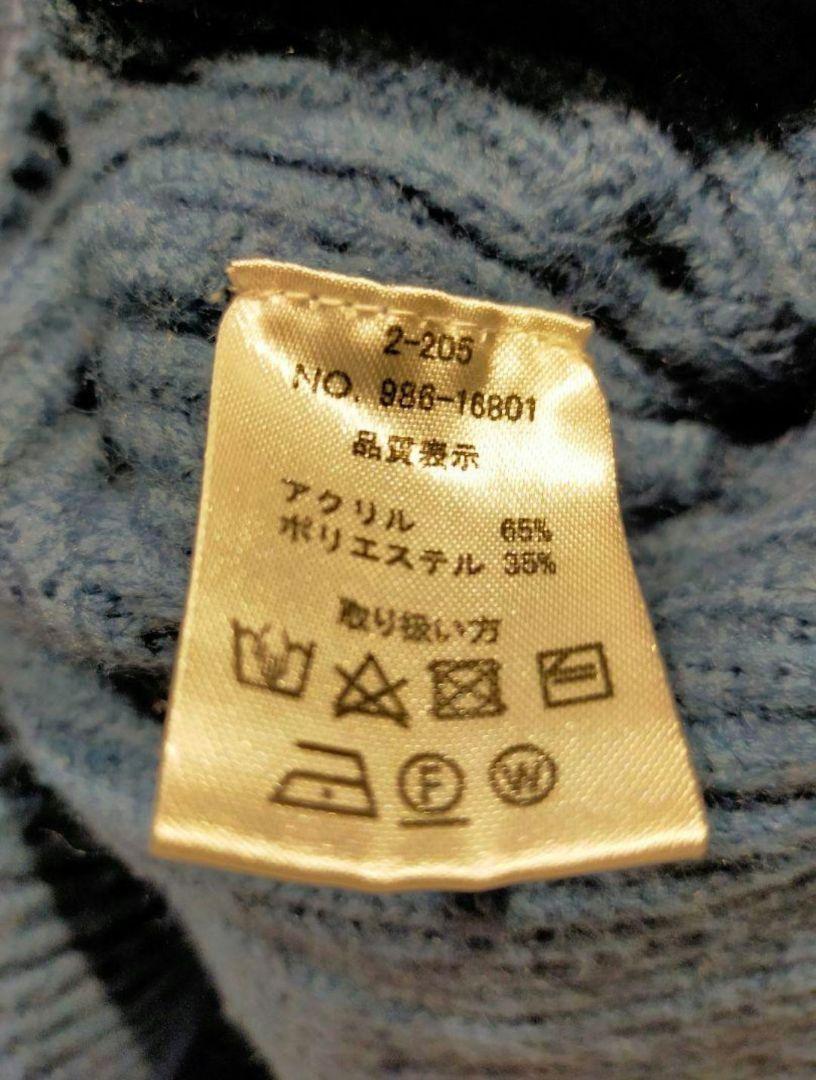 2-205
NO. 986-16801
品質表示
アクリル 65%
ポリエステル 35%
取り扱い方
F W